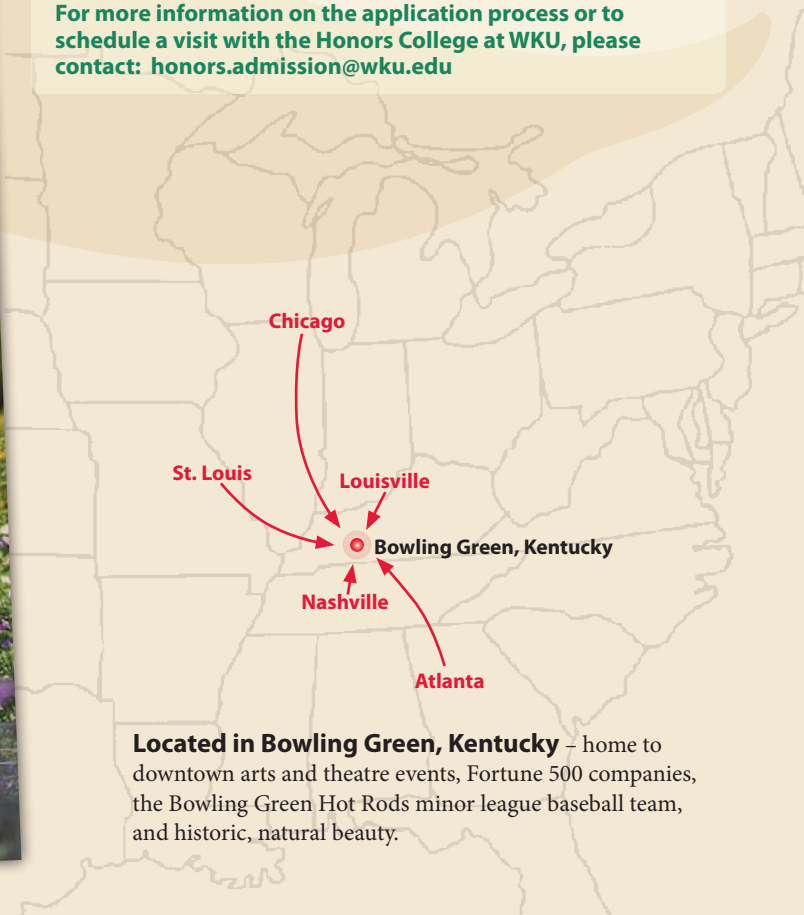 For more information on the application process or to
schedule a visit with the Honors College at WKU, please
contact:  honors.admission@wku.edu
Chicago
St. Louis
Louisville
Bowling Green, Kentucky
Nashville
Atlanta
Located in Bowling Green, Kentucky – home to
downtown arts and theatre events, Fortune 500 companies,
the Bowling Green Hot Rods minor league baseball team,
and historic, natural beauty.